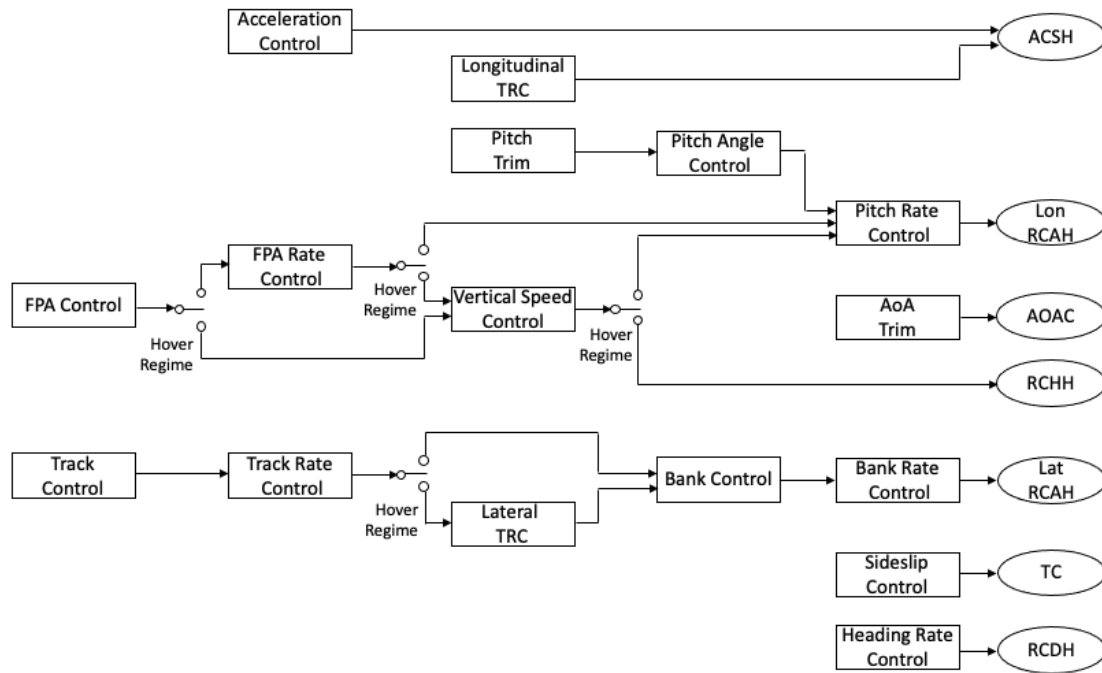 Acceleration
Control
ACSH
Longitudinal
TRC
Pitch
Trim
Pitch Angle
Control
Pitch Rate
Control
Lon
RCAH
FPA Rate
Control
Hover
Regime
FPA Control
Hover
Regime
Vertical Speed
Control
Hover
Regime
AoA
Trim
AOAC
RCHH
Track
Control
Track Rate
Control
Hover
Regime
Lateral
TRC
Bank Control
Bank Rate
Control
Lat
RCAH
Sideslip
Control
TC
Heading Rate
Control
RCDH